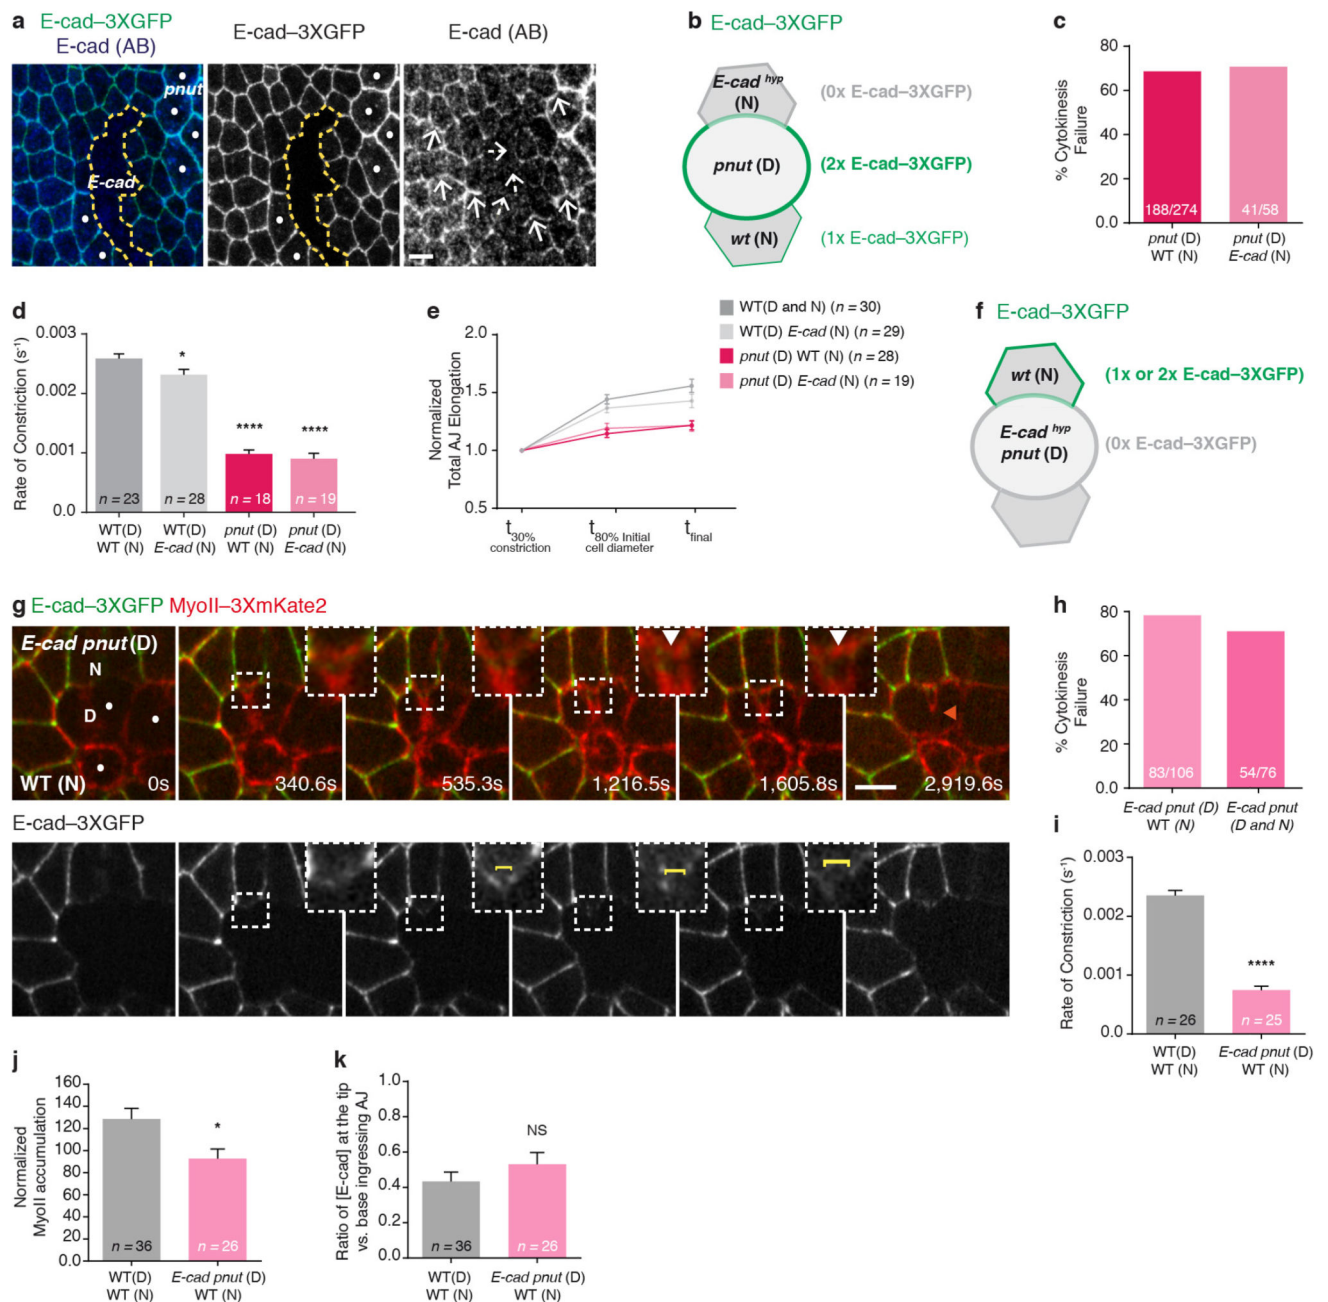 a E-cad–3XGFP
E-cad (AB)
E-cad–3XGFP
E-cad (AB)
pnut
E-cad
b E-cad–3XGFP
E-cad hyp
(N)
(0x E-cad–3XGFP)
pnut (D)
(2x E-cad–3XGFP)
wt (N)
(1x E-cad–3XGFP)
c
% Cytokinesis
Failure
80
60
40
20
0.0
188/274
41/58
pnut (D)
WT (N)
pnut (D)
E-cad (N)
d
Rate of Constriction (s-1)
0.003
0.002
0.001
0.0
*
****
****
n = 23
n = 28
n = 18
n = 19
WT(D)
WT (N)
WT(D)
E-cad (N)
pnut (D)
WT (N)
pnut (D)
E-cad (N)
e
Normalized
Total AJ Elongation
2.0
1.5
1.0
0.5
t30%
constriction
t80% Initial
cell diameter
tfinal
WT(D and N) (n = 30)
WT(D) E-cad (N) (n = 29)
pnut (D) WT (N) (n = 28)
pnut (D) E-cad (N) (n = 19)
f E-cad–3XGFP
wt (N)
(1x or 2x E-cad–3XGFP)
E-cad hyp
pnut (D)
(0x E-cad–3XGFP)
g E-cad–3XGFP MyoII–3XmKate2
E-cad pnut (D)
N
D
WT (N)
0s
340.6s
535.3s
1,216.5s
1,605.8s
2,919.6s
E-cad–3XGFP
h
% Cytokinesis
Failure
80
60
40
20
0.0
83/106
54/76
E-cad pnut (D)
WT (N)
E-cad pnut
(D and N)
i
Rate of Constriction (s-1)
0.003
0.002
0.001
0.0
****
n = 26
n = 25
WT(D)
WT (N)
E-cad pnut (D)
WT (N)
j
Normalized
MyoII accumulation
160
140
120
100
80
60
40
20
0.0
*
n = 36
n = 26
WT(D)
WT (N)
E-cad pnut (D)
WT (N)
k
Ratio of [E-cad] at the tip
vs. base ingressing AJ
1.0
0.8
0.6
0.4
0.2
0.0
NS
n = 36
n = 26
WT(D)
WT (N)
E-cad pnut (D)
WT (N)